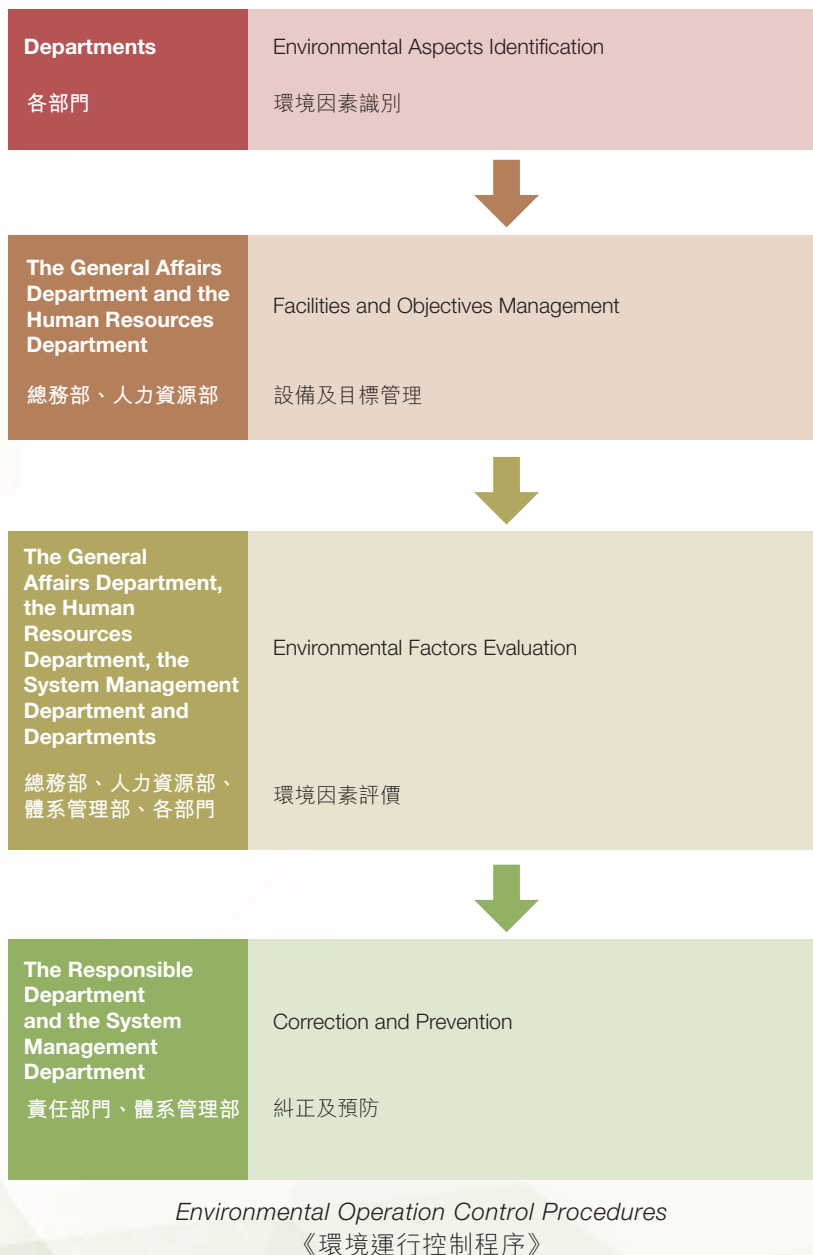 Departments
各部門
Environmental Aspects Identification
環境因素識別
The General Affairs
Department and the
Human Resources
Department
總務部、人力資源部
Facilities and Objectives Management
設備及目標管理
The General
Affairs Department,
the Human
Resources
Department, the
System Management
Department and
Departments
總務部、人力資源部、
體系管理部、各部門
Environmental Factors Evaluation
環境因素評價
The Responsible
Department
and the System
Management
Department
責任部門、體系管理部
Correction and Prevention
糾正及預防
Environmental Operation Control Procedures
《環境運行控制程序》